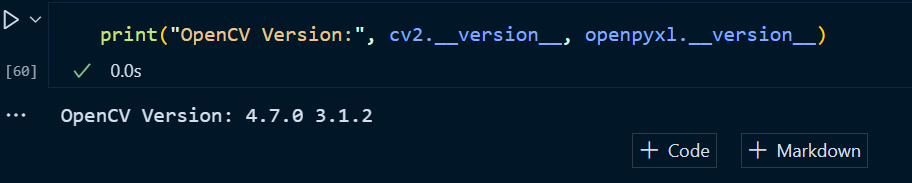 print("OpenCV Version:", cv2.__version__, openpyxl.__version__)
[60]
0.0s
OpenCV Version: 4.7.0 3.1.2
+ Code + Markdown